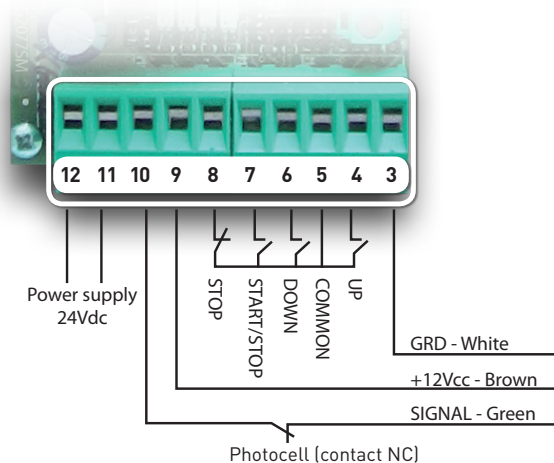 12 11 10 9 8 7 6 5 4 3
Power supply
24Vdc
STOP
START/STOP
DOWN
COMMON
UP
GRD - White
+12Vcc - Brown
SIGNAL - Green
Photocell (contact NC)